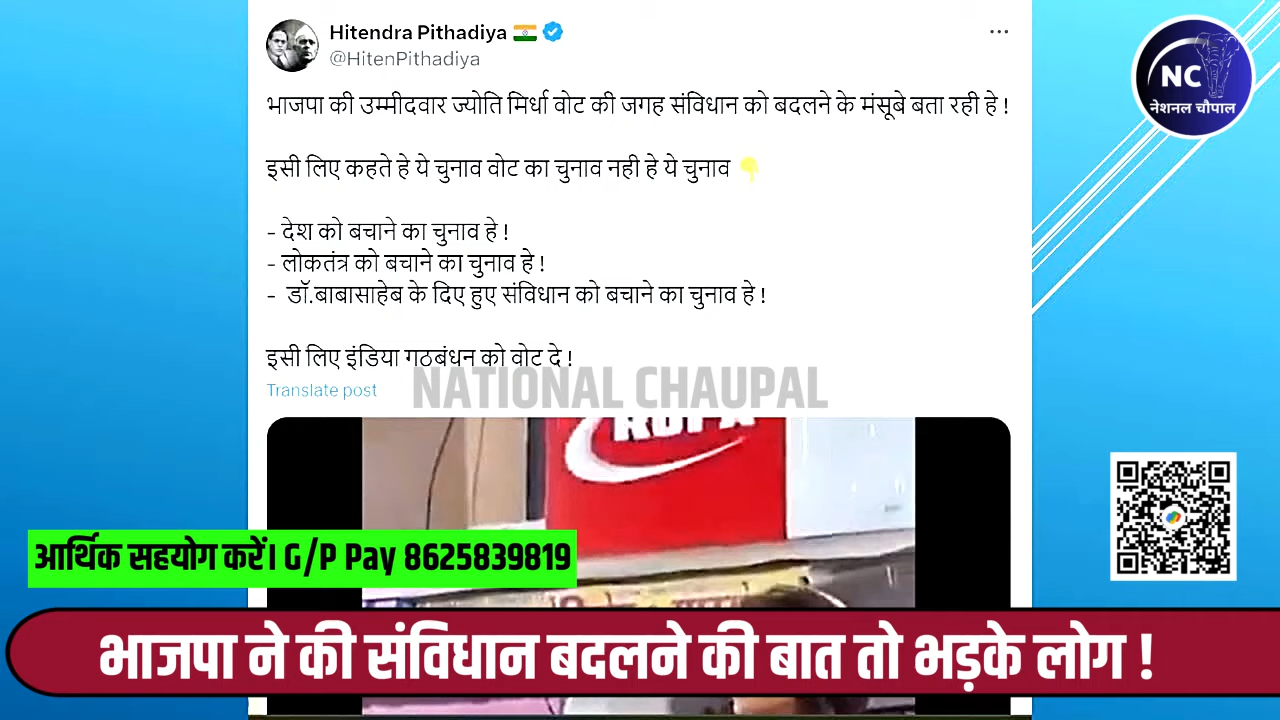 Hitendra Pithadiya
@HitenPithadiya
NC
नेशनल चौपाल
भाजपा की उम्मीदवार ज्योति मिर्धा वोट की जगह संविधान को बदलने के मंसूबे बता रही हे !
इसी लिए कहते हे ये चुनाव वोट का चुनाव नही हे ये चुनाव
- देश को बचाने का चुनाव हे !
- लोकतंत्र को बचाने का चुनाव हे !
- डॉ.बाबासाहेब के दिए हुए संविधान को बचाने का चुनाव हे !
इसी लिए इंडिया गठबंधन को वोट दे !
Translate post
NATIONAL CHAUPAL
आर्थिक सहयोग करें। G/P Pay 8625839819
भाजपा ने की संविधान बदलने की बात तो भड़के लोग !